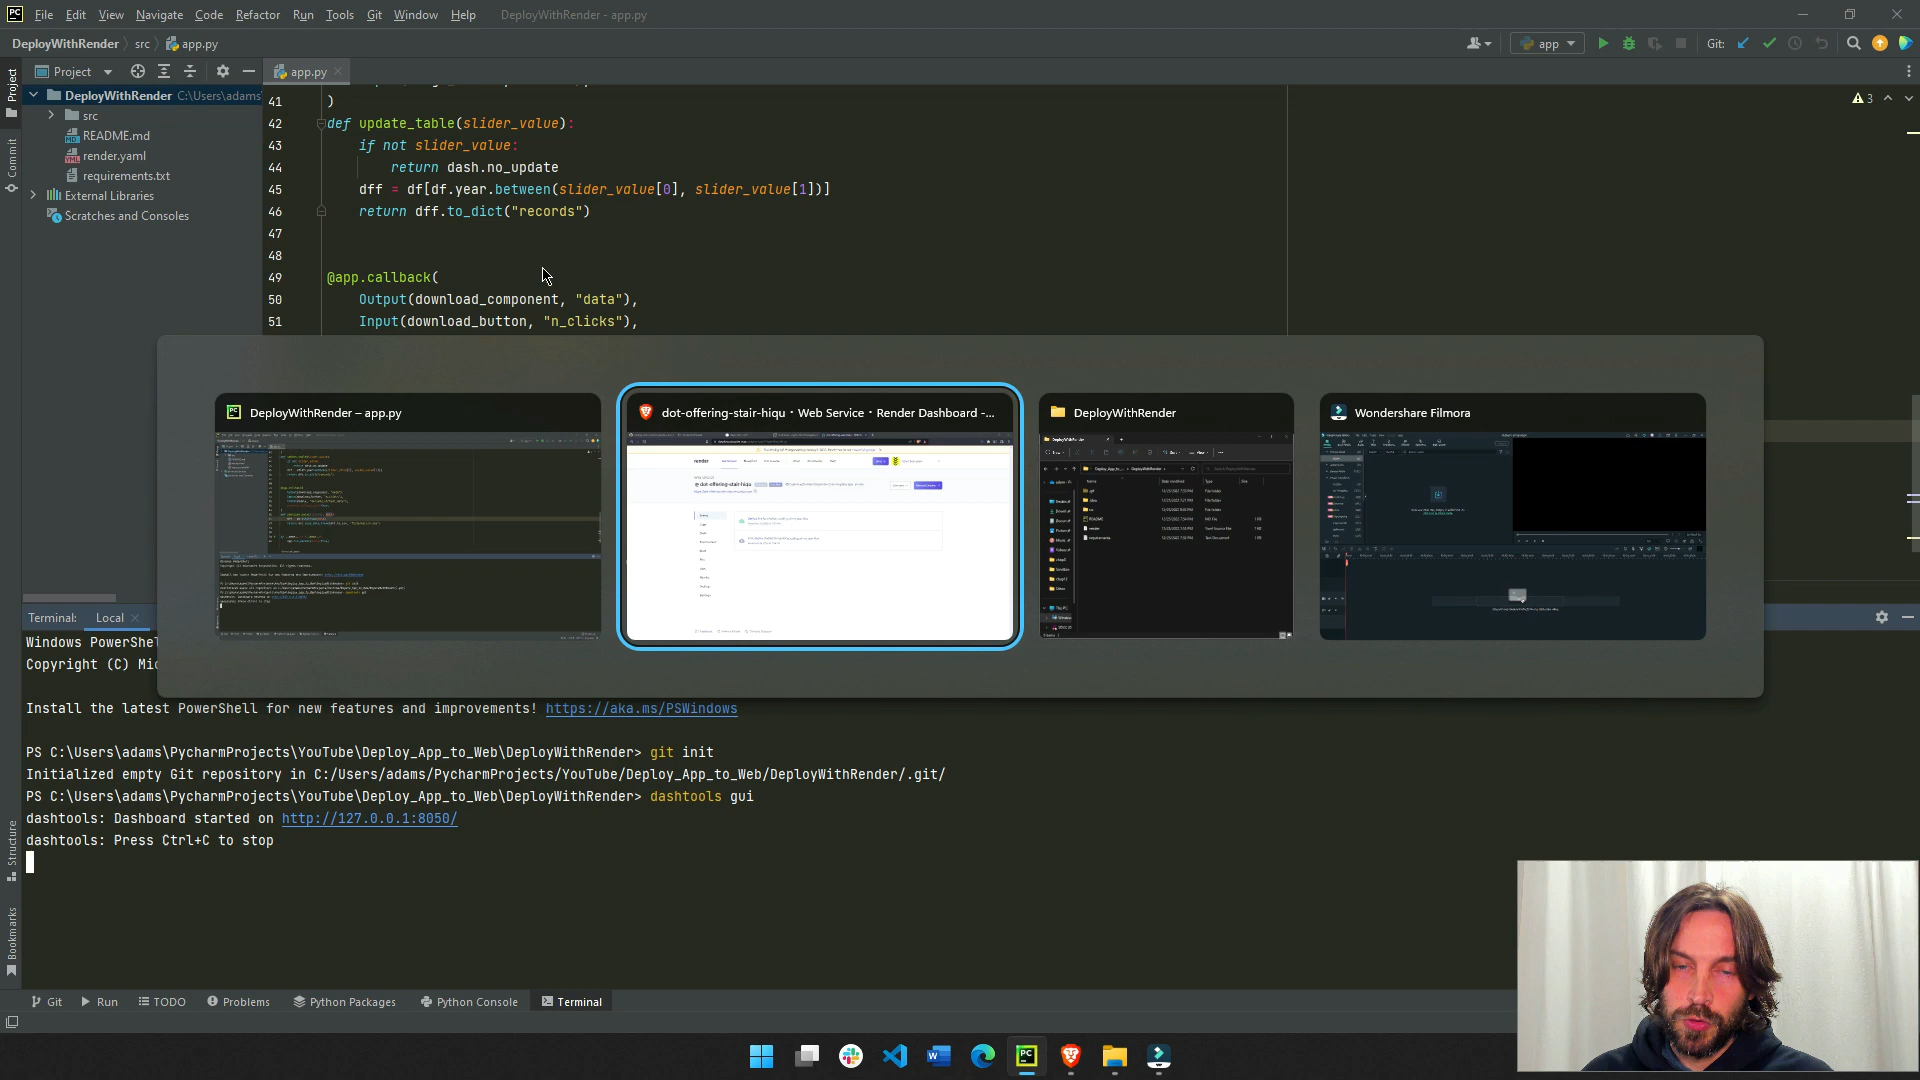 File Edit View Navigate Code Refactor Run Tools Git Window Help DeployWithRender - app.py
DeployWithRender src app.py
app Git:
Project
app.py
DeployWithRender C:\Users\adams
src
README.md
render.yaml
requirements.txt
External Libraries
Scratches and Consoles
Project
Commit
Structure
Bookmarks
41 )
42 def update_table(slider_value):
43 if not slider_value:
44 return dash.no_update
45 dff = df[df.year.between(slider_value[0], slider_value[1])]
46 return dff.to_dict("records")
47
48
49 @app.callback(
50 Output(download_component, "data"),
51 Input(download_button, "n_clicks"),
3
DeployWithRender – app.py
dot-offering-stair-hiqu · Web Service · Render Dashboard -...
DeployWithRender
Wondershare Filmora
Terminal: Local
Windows PowerShel
Copyright (C) Mic
Install the latest PowerShell for new features and improvements! https://aka.ms/PSWindows
PS C:\Users\adams\PycharmProjects\YouTube\Deploy_App_to_Web\DeployWithRender> git init
Initialized empty Git repository in C:/Users/adams/PycharmProjects/YouTube/Deploy_App_to_Web/DeployWithRender/.git/
PS C:\Users\adams\PycharmProjects\YouTube\Deploy_App_to_Web\DeployWithRender> dashtools gui
dashtools: Dashboard started on http://127.0.0.1:8050/
dashtools: Press Ctrl+C to stop
Git Run TODO Problems Python Packages Python Console Terminal